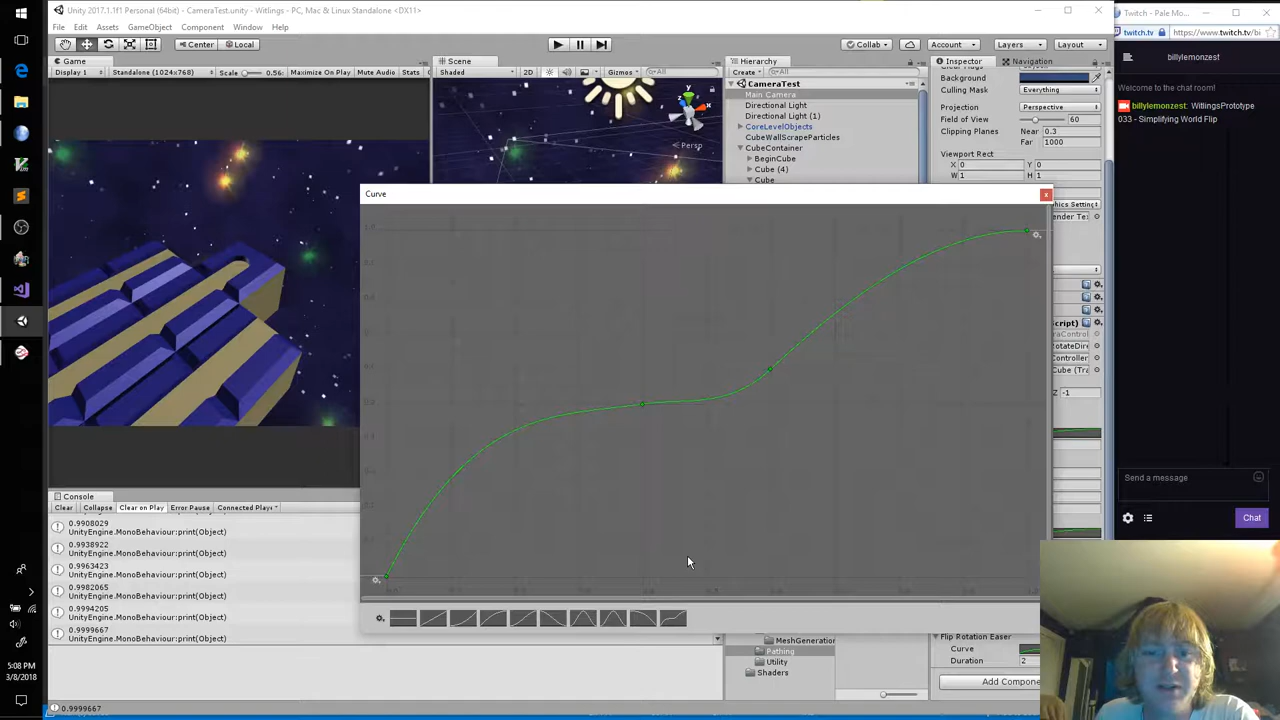 Unity 2017.1.1f1 Personal (64bit) - CameraTest.unity - Witlings - PC, Mac & Linux Standalone <DX11>
File Edit Assets GameObject Component Window Help
Center Local
Collab Account Layers Layout
Game
Display 1 Standalone (1024x768) Scale 0.56 Maximize On Play Mute Audio Stats
Scene
Shaded 2D Gizmos All
Persp
Hierarchy
Create All
CameraTest
Main Camera
Directional Light
Directional Light (1)
CoreLevelObjects
CubeWallScrapeParticles
CubeContainer
BeginCube
Cube (4)
Cube
Inspector Navigation
Background
Culling Mask Everything
Projection Perspective
Field of View 60
Clipping Planes Near 0.3
Far 1000
Viewport Rect
X 0 Y 0
W 1 H 1
Z -1
Curve
Console
Clear Collapse Clear on Play Error Pause Connected Play
0.9908029
UnityEngine.MonoBehaviour:print(Object)
0.9938922
UnityEngine.MonoBehaviour:print(Object)
0.9963423
UnityEngine.MonoBehaviour:print(Object)
0.9982065
UnityEngine.MonoBehaviour:print(Object)
0.9994205
UnityEngine.MonoBehaviour:print(Object)
0.9999667
UnityEngine.MonoBehaviour:print(Object)
0.9999667
MeshGeneration
Pathing
Utility
Shaders
Flip Rotation Easer
Curve
Duration 2
Add Compone
Twitch - Pale Mo...
twitch.tv https://www.twitch.tv/bi
billylemonzest
Welcome to the chat room!
billylemonzest: WitlingsPrototype
033 - Simplifying World Flip
Send a message
Chat
5:08 PM
3/8/2018